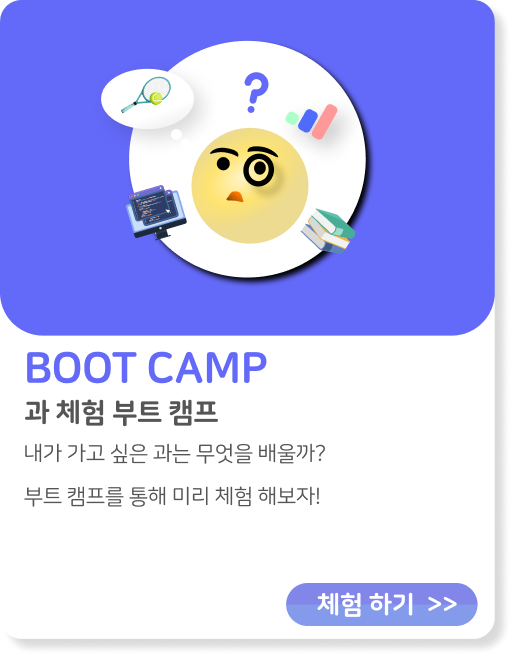 ?
BOOT CAMP
과 체험 부트 캠프
내가 가고 싶은 과는 무엇을 배울까?
부트 캠프를 통해 미리 체험 해보자!
체험 하기 >>